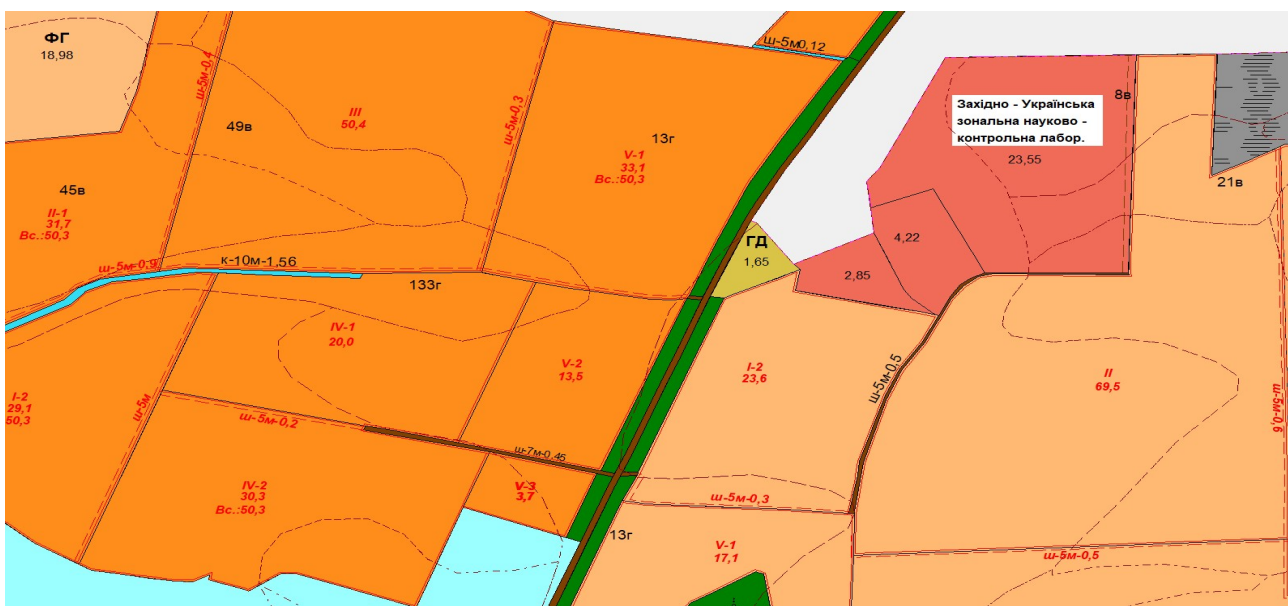 ФГ
18,98
ш-5м-0,4
49в
III
50,4
ш-5м-0,3
13г
V-1
33,1
Вс.:50,3
ш-5м0,12
Західно - Українська
зональна науково -
контрольна лабор.
23,55
8в
21в
45в
II-1
31,7
Вс.:50,3
ш-5м-0,9
к-10м-1,56
133г
ГД
1,65
4,22
2,85
IV-1
20,0
V-2
13,5
I-2
23,6
ш-5м-0,5
II
69,5
ш-5м-0,6
I-2
29,1
50,3
ш-5м
ш-5м-0,2
ш-7м-0,45
IV-2
30,3
Вс.:50,3
V-3
3,7
ш-5м-0,3
13г
V-1
17,1
ш-5м-0,5